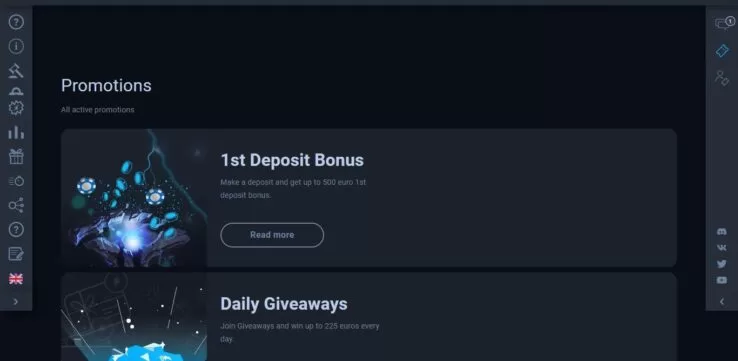 1
Promotions
All active promotions
1st Deposit Bonus
Make a deposit and get up to 500 euro 1st
deposit bonus.
Read more
Daily Giveaways
Join Giveaways and win up to 225 euros every
day.